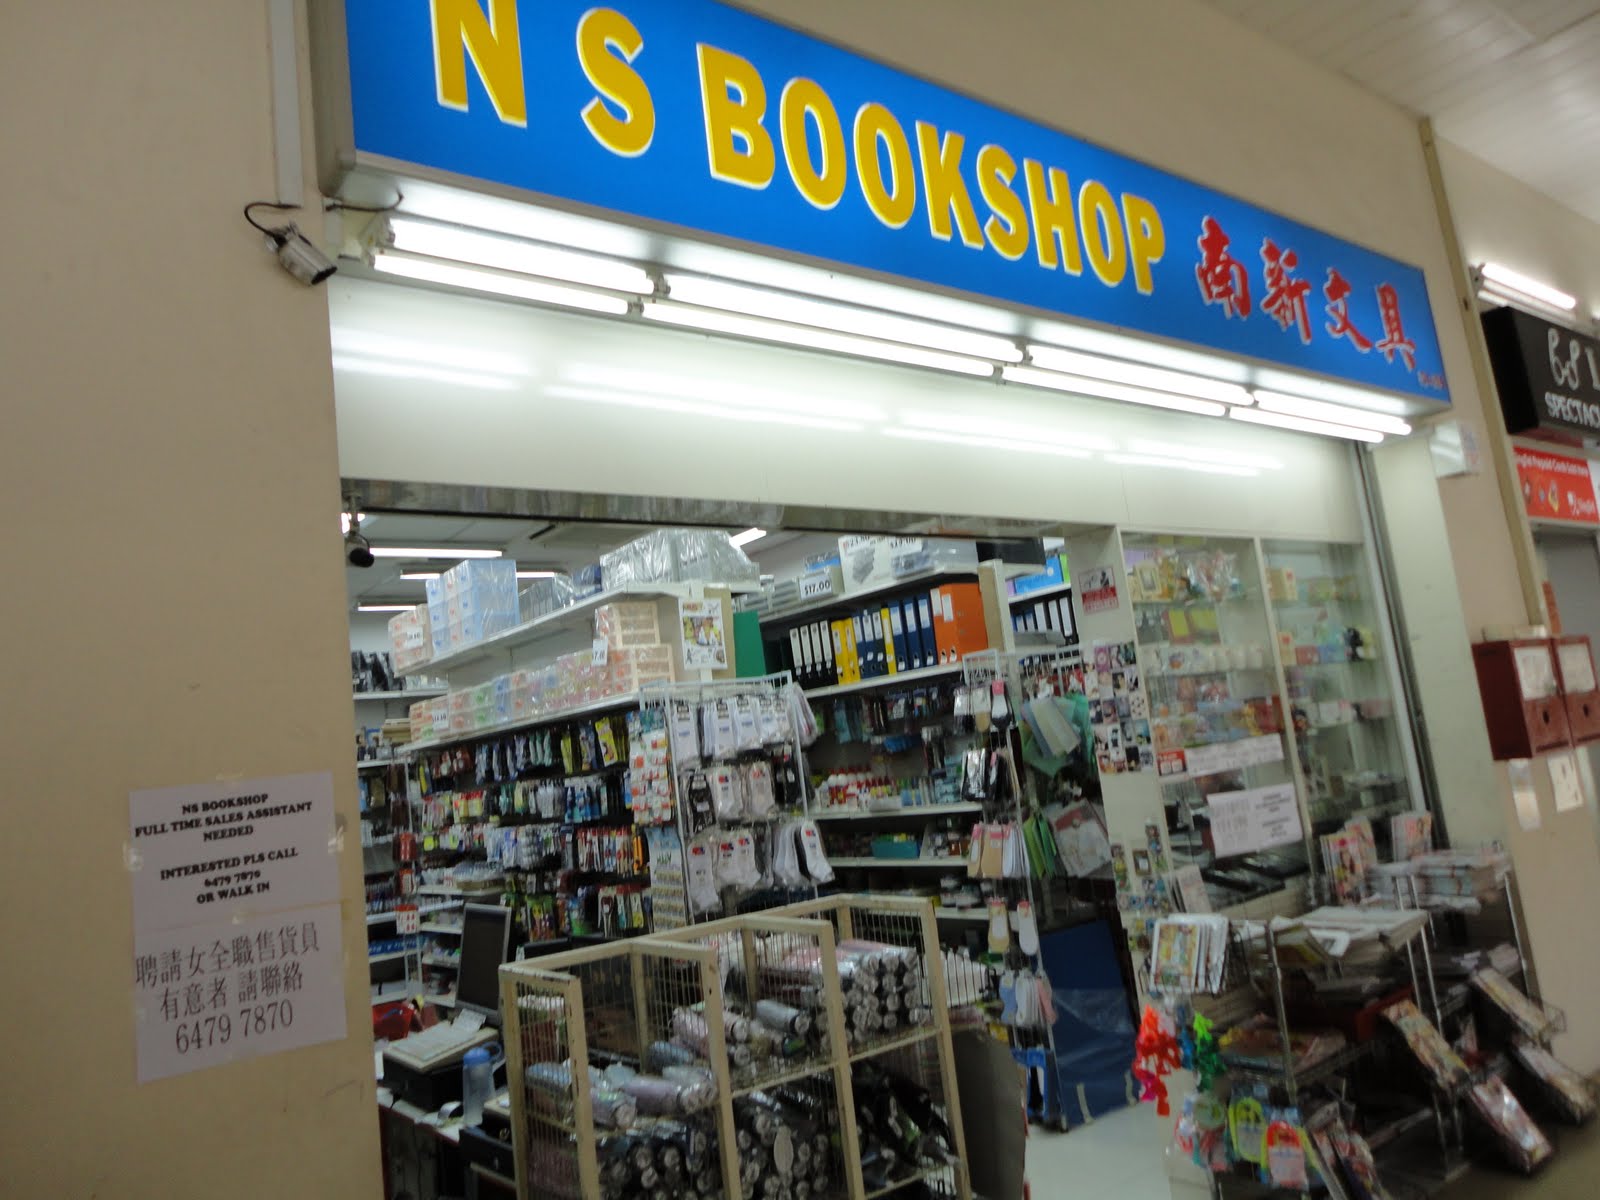 N S BOOKSHOP 南新文具
SPECTAC
NS BOOKSHOP
FULL TIME SALES ASSISTANT
NEEDED
INTERESTED PLS CALL
6479 7870
OR WALK IN
聘請女全職售貨員
有意者 請聯絡
6479 7870
$17.00